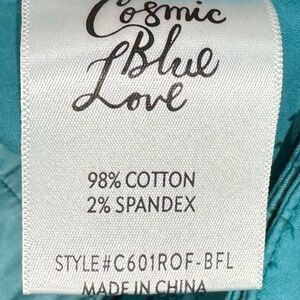 Cosmic
Blue
Love
98% COTTON
2% SPANDEX
STYLE#C601ROF-BFL
MADE IN CHINA